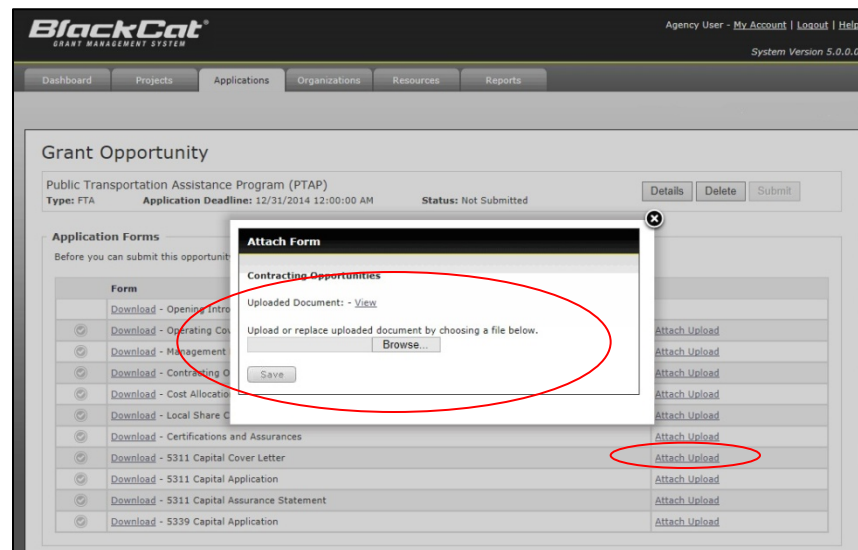 BlackCat®
GRANT MANAGEMENT SYSTEM
Agency User - My Account | Logout | Help
System Version 5.0.0.0
Dashboard Projects Applications Organizations Resources Reports
Grant Opportunity
Public Transportation Assistance Program (PTAP)
Type: FTA Application Deadline: 12/31/2014 12:00:00 AM Status: Not Submitted
Details Delete Submit
Application Forms
Before you can submit this opportunit
Attach Form
Contracting Opportunities
Uploaded Document: - View
Upload or replace uploaded document by choosing a file below.
Browse...
Save
Form
Download - Opening Intro
Download - Operating Cov Attach Upload
Download - Management Attach Upload
Download - Contracting O Attach Upload
Download - Cost Allocation Attach Upload
Download - Local Share C Attach Upload
Download - Certifications and Assurances Attach Upload
Download - 5311 Capital Cover Letter Attach Upload
Download - 5311 Capital Application Attach Upload
Download - 5311 Capital Assurance Statement Attach Upload
Download - 5339 Capital Application Attach Upload